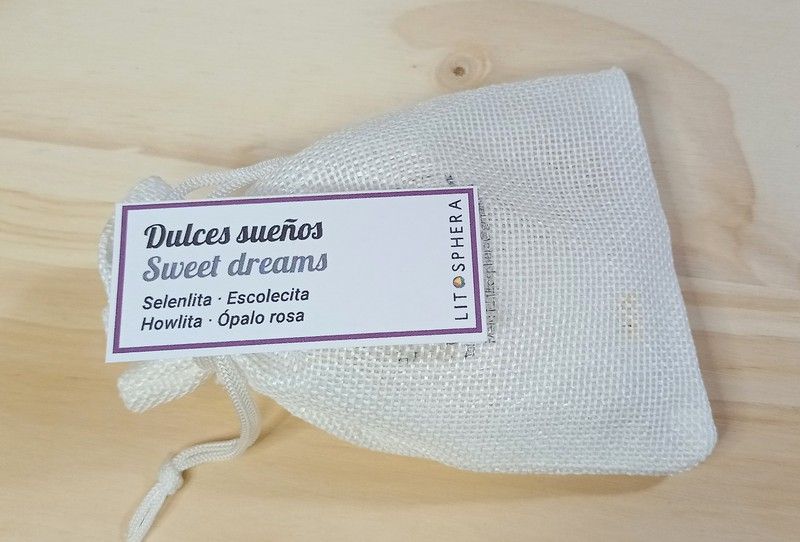 Dulces sueños
Sweet dreams
Selenlita · Escolecita
Howlita · Ópalo rosa
LITOSPHERA